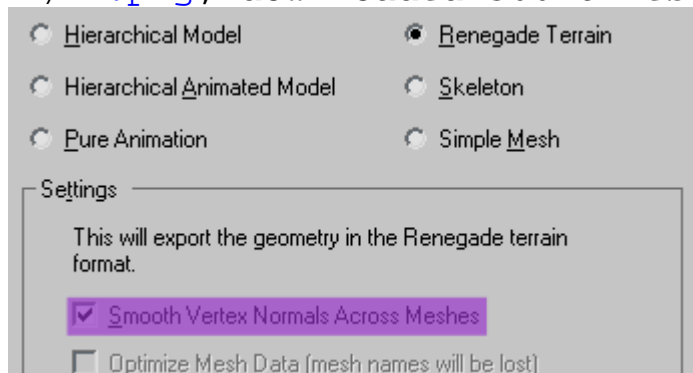 Hierarchical Model
Renegade Terrain
Hierarchical Animated Model
Skeleton
Pure Animation
Simple Mesh
Settings
This will export the geometry in the Renegade terrain
format.
Smooth Vertex Normals Across Meshes
Optimize Mesh Data (mesh names will be lost)